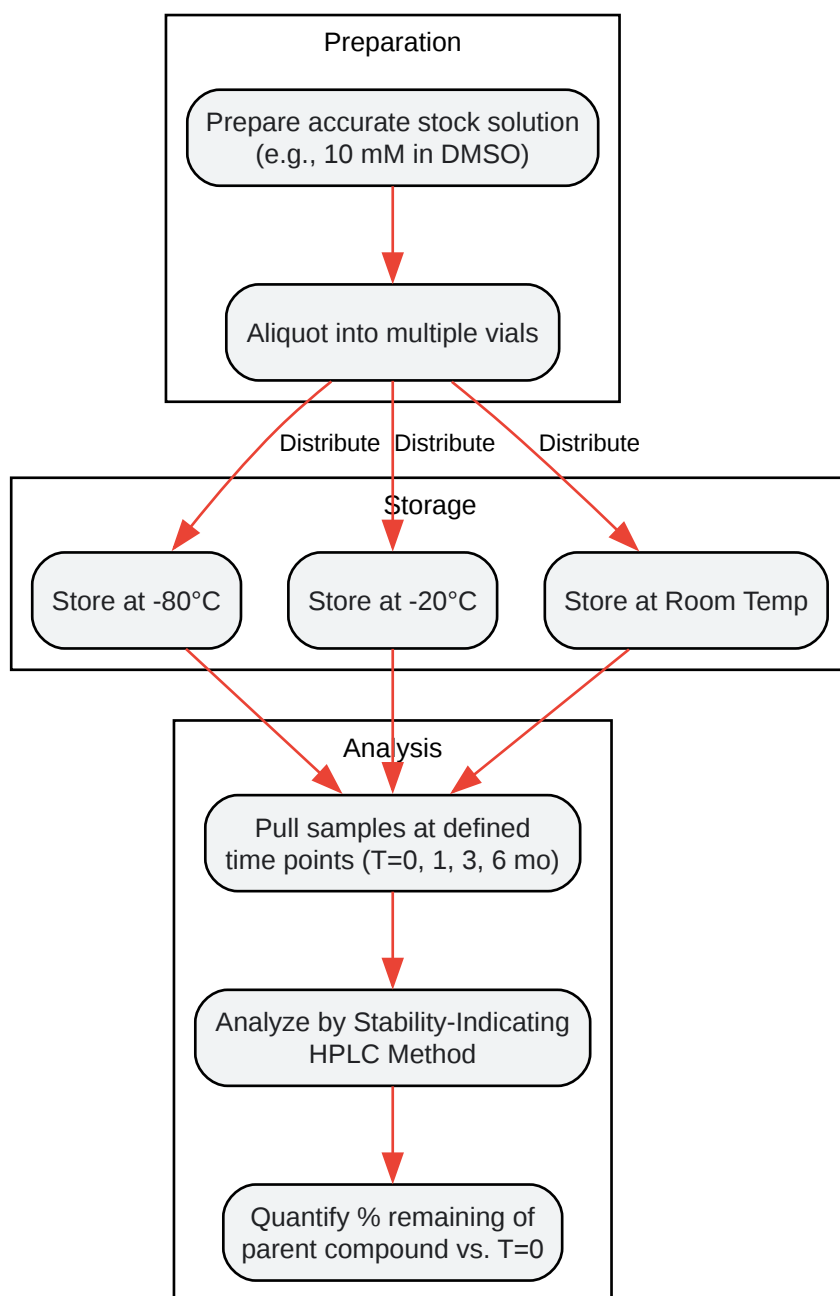 Preparation
Prepare accurate stock solution
(e.g., 10 mM in DMSO)
Aliquot into multiple vials
Distribute
Distribute
Distribute
Storage
Store at -80°C
Store at -20°C
Store at Room Temp
Analysis
Pull samples at defined
time points (T=0, 1, 3, 6 mo)
Analyze by Stability-Indicating
HPLC Method
Quantify % remaining of
parent compound vs. T=0